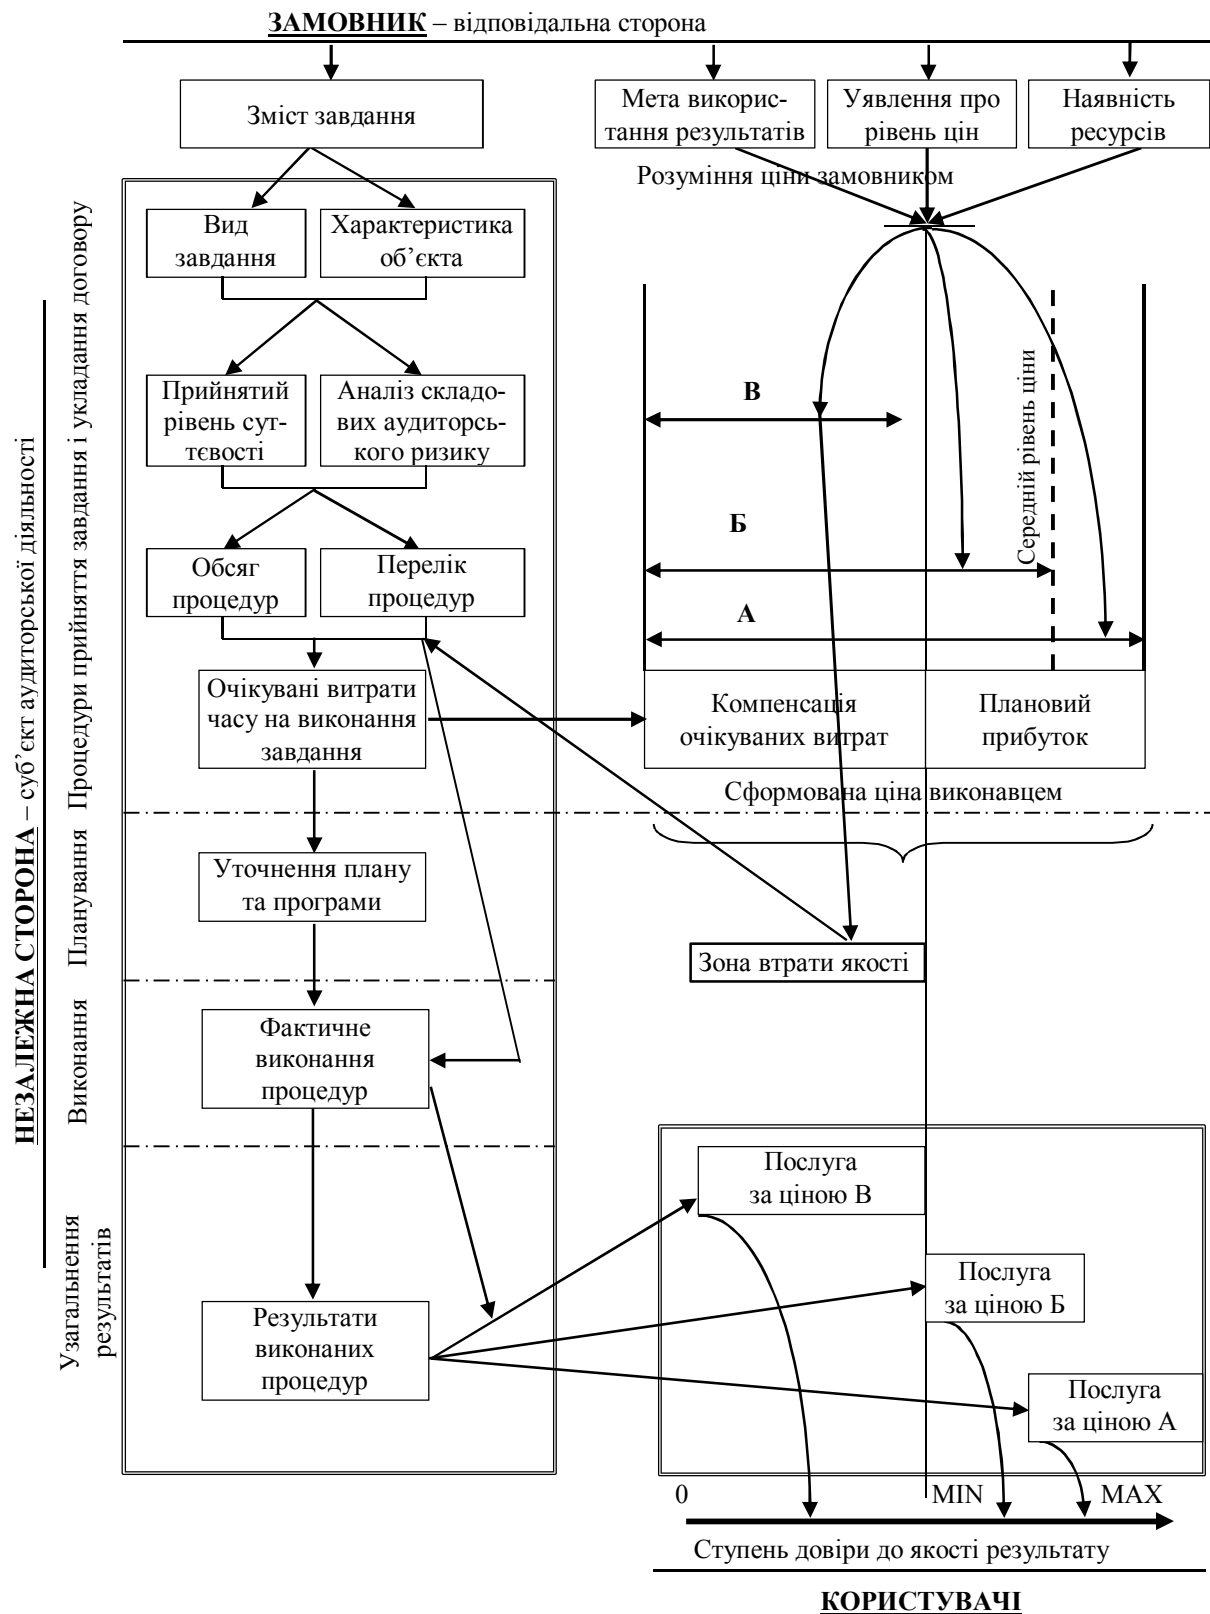 ЗАМОВНИК – відповідальна сторона
Зміст завдання
Мета викорис-
тання результатів
Уявлення про
рівень цін
Наявність
ресурсів
Розуміння ціни замовником
Вид
завдання
Характеристика
об’єкта
Прийнятий
рівень сут-
тєвості
Аналіз складо-
вих аудиторсь-
кого ризику
Обсяг
процедур
Перелік
процедур
Очікувані витрати
часу на виконання
завдання
В
Б
А
Середній рівень ціни
Компенсація
очікуваних витрат
Плановий
прибуток
Сформована ціна виконавцем
Уточнення плану
та програми
Зона втрати якості
Фактичне
виконання
процедур
Результати
виконаних
процедур
Послуга
за ціною В
Послуга
за ціною Б
Послуга
за ціною А
0
MIN
MAX
Ступень довіри до якості результату
КОРИСТУВАЧІ
НЕЗАЛЕЖНА СТОРОНА – суб’єкт аудиторської діяльності
Процедури прийняття завдання і укладання договору
Планування
Виконання
Узагальнення
результатів